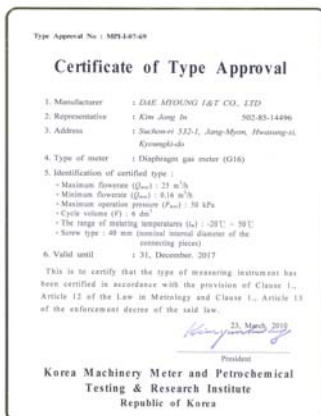 Type Approval No : MPI-I-07-69
Certificate of Type Approval
1. Manufacturer : DAE MYOUNG I&T CO., LTD
2. Representative : Kim Jong In 502-85-14496
3. Address : Suchon-ri 532-1, Jang-Myon, Hwasung-si,
Kyoungki-do
4. Type of meter : Diaphragm gas meter (G16)
5. Identification of certified type :
- Maximum flowrate (Qmax) : 25 m³/h
- Minimum flowrate (Qmin) : 0.16 m³/h
- Maximum operation pressure (Pmax) : 50 kPa
- Cycle volume (V) : 6 dm³
- The range of metering temperatures (tm) : -20℃ ~ 50℃
- Screw type : 40 mm (nominal internal diameter of the
connecting pieces)
6. Valid until : 31, December, 2017
This is to certify that the type of measuring instrument has
been certified in accordance with the provision of Clause 1.,
Article 12 of the Law in Metrology and Clause 1., Article 13
of the enforcement decree of the said law.
23, March, 2010
President
Korea Machinery Meter and Petrochemical
Testing & Research Institute
Republic of Korea